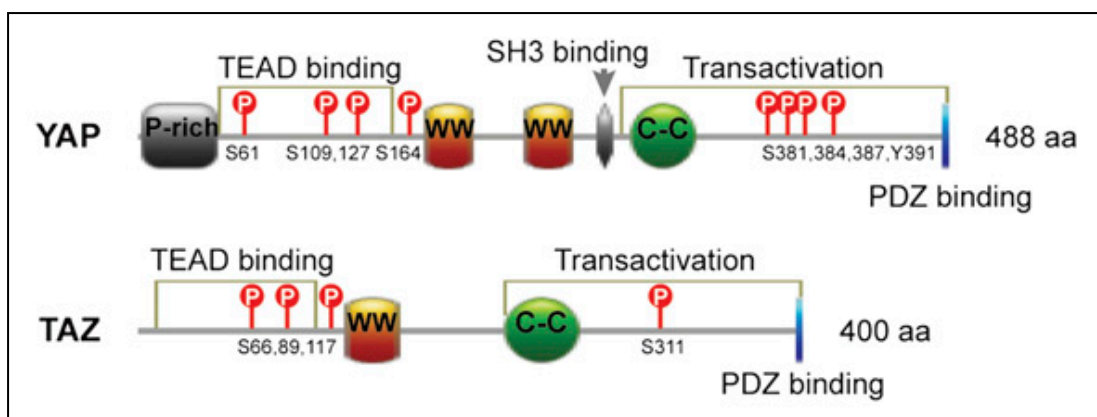 SH3 binding
TEAD binding Transactivation
P P P P P P P P
YAP P-rich WW WW C-C 488 aa
S61 S109,127 S164 S381,384,387,Y391
PDZ binding
TEAD binding Transactivation
P P P P
TAZ WW C-C 400 aa
S66,89,117 S311
PDZ binding